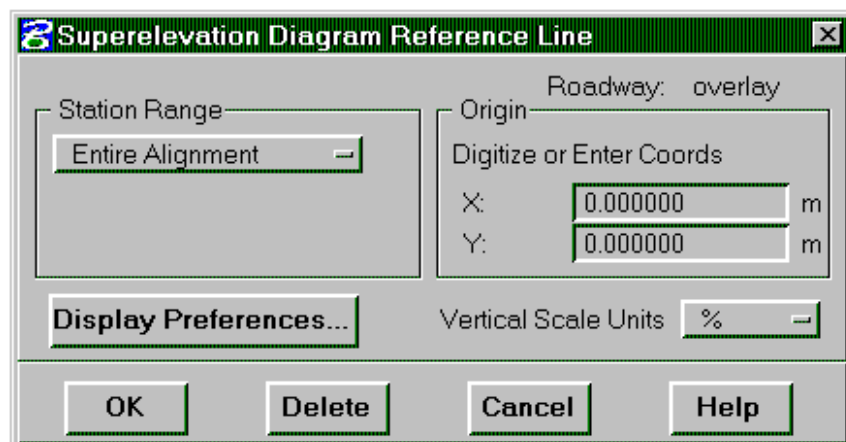 Superelevation Diagram Reference Line
Roadway: overlay
Station Range
Entire Alignment
Origin
Digitize or Enter Coords
X: 0.000000 m
Y: 0.000000 m
Display Preferences...
Vertical Scale Units %
OK Delete Cancel Help